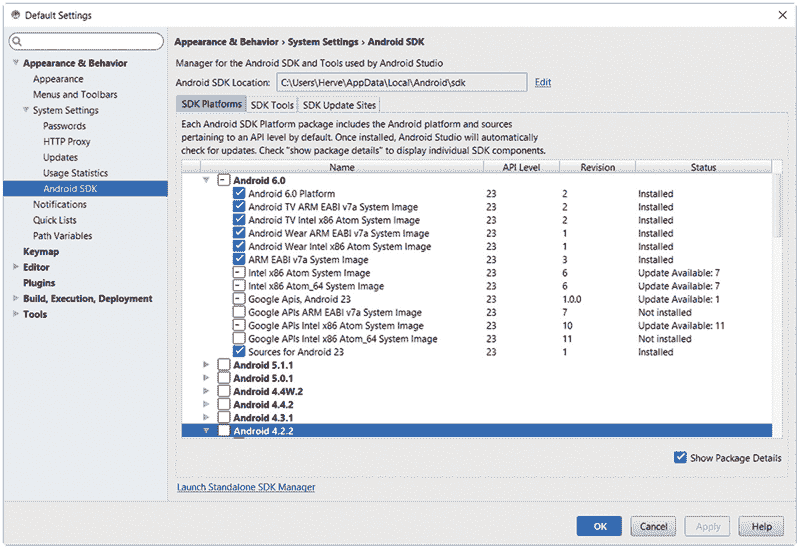 Default Settings
Appearance & Behavior › System Settings › Android SDK
Manager for the Android SDK and Tools used by Android Studio
Android SDK Location: C:\Users\Herve\AppData\Local\Android\sdk Edit
SDK Platforms SDK Tools SDK Update Sites
Each Android SDK Platform package includes the Android platform and sources
pertaining to an API level by default. Once installed, Android Studio will automatically
check for updates. Check "show package details" to display individual SDK components.
Appearance & Behavior
Appearance
Menus and Toolbars
System Settings
Passwords
HTTP Proxy
Updates
Usage Statistics
Android SDK
Notifications
Quick Lists
Path Variables
Keymap
Editor
Plugins
Build, Execution, Deployment
Tools
Name API Level Revision Status
Android 6.0
Android 6.0 Platform 23 2 Installed
Android TV ARM EABI v7a System Image 23 2 Installed
Android TV Intel x86 Atom System Image 23 2 Installed
Android Wear ARM EABI v7a System Image 23 1 Installed
Android Wear Intel x86 Atom System Image 23 1 Installed
ARM EABI v7a System Image 23 3 Installed
Intel x86 Atom System Image 23 6 Update Available: 7
Intel x86 Atom_64 System Image 23 6 Update Available: 7
Google Apis, Android 23 23 1.0.0 Update Available: 1
Google APIs ARM EABI v7a System Image 23 7 Not installed
Google APIs Intel x86 Atom System Image 23 10 Update Available: 11
Google APIs Intel x86 Atom_64 System Image 23 11 Not installed
Sources for Android 23 23 1 Installed
Android 5.1.1
Android 5.0.1
Android 4.4W.2
Android 4.4.2
Android 4.3.1
Android 4.2.2
Show Package Details
Launch Standalone SDK Manager
OK Cancel Apply Help